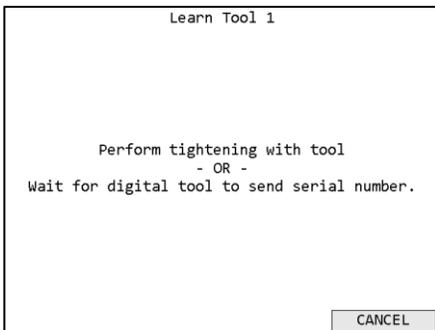 Learn Tool 1
Perform tightening with tool
- OR -
Wait for digital tool to send serial number.
CANCEL